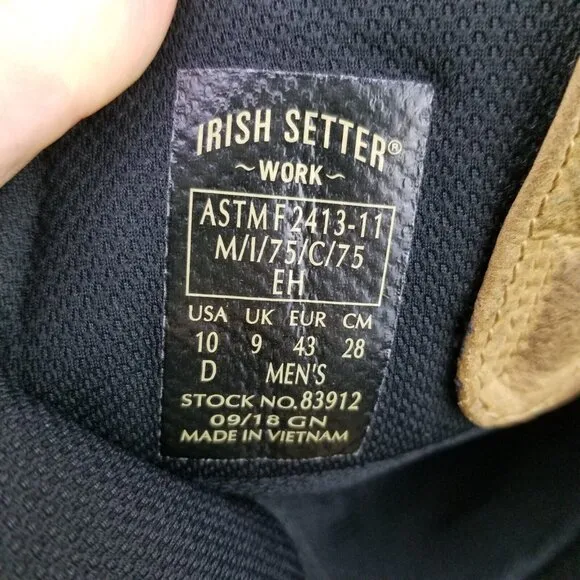 IRISH SETTER®
~WORK~
ASTM F 2413-11
M/I/75/C/75
EH
USA UK EUR CM
10 9 43 28
D MEN'S
STOCK NO. 83912
09/18 GN
MADE IN VIETNAM